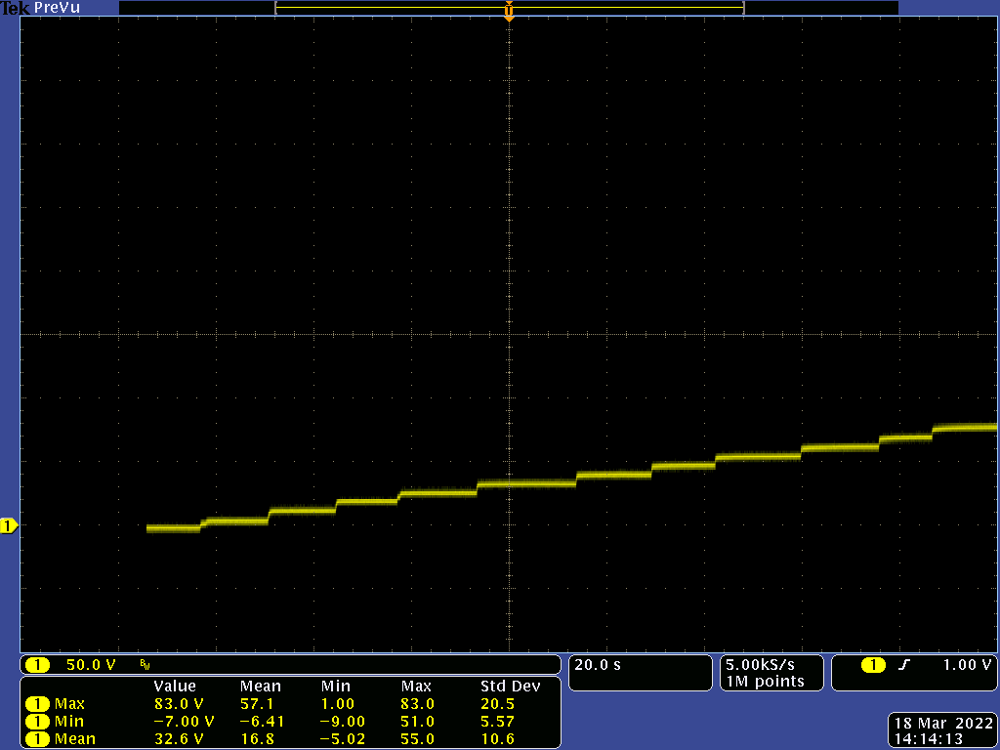 Tek PreVu
T
1
1 50.0 V BW
20.0 s
5.00kS/s
1M points
1 1.00 V
Value Mean Min Max Std Dev
1 Max 83.0 V 57.1 1.00 83.0 20.5
1 Min −7.00 V −6.41 −9.00 51.0 5.57
1 Mean 32.6 V 16.8 −5.02 55.0 10.6
18 Mar 2022
14:14:13